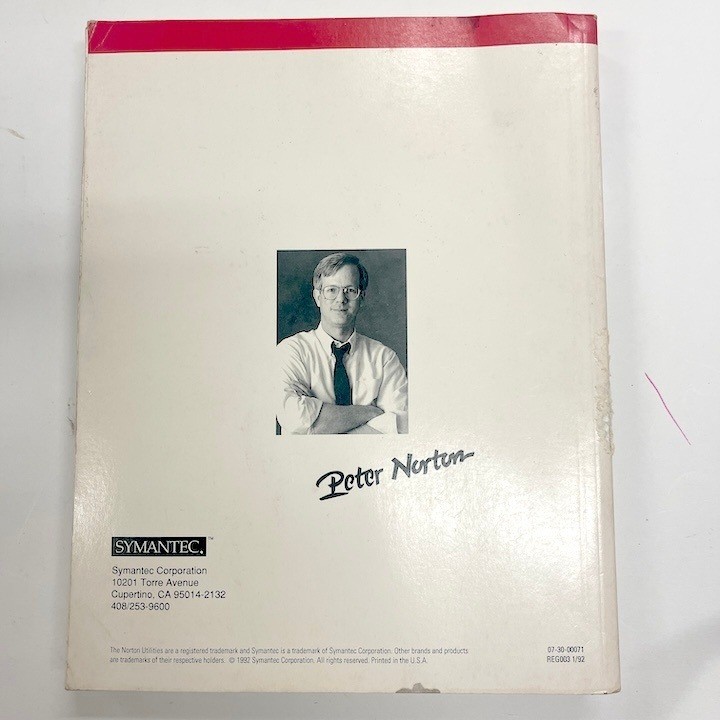 Peter Norton
SYMANTEC.™
Symantec Corporation
10201 Torre Avenue
Cupertino, CA 95014-2132
408/253-9600
The Norton Utilities are a registered trademark and Symantec is a trademark of Symantec Corporation. Other brands and products
are trademarks of their respective holders. © 1992 Symantec Corporation. All rights reserved. Printed in the U.S.A.
07-30-00071
REG003 1/92